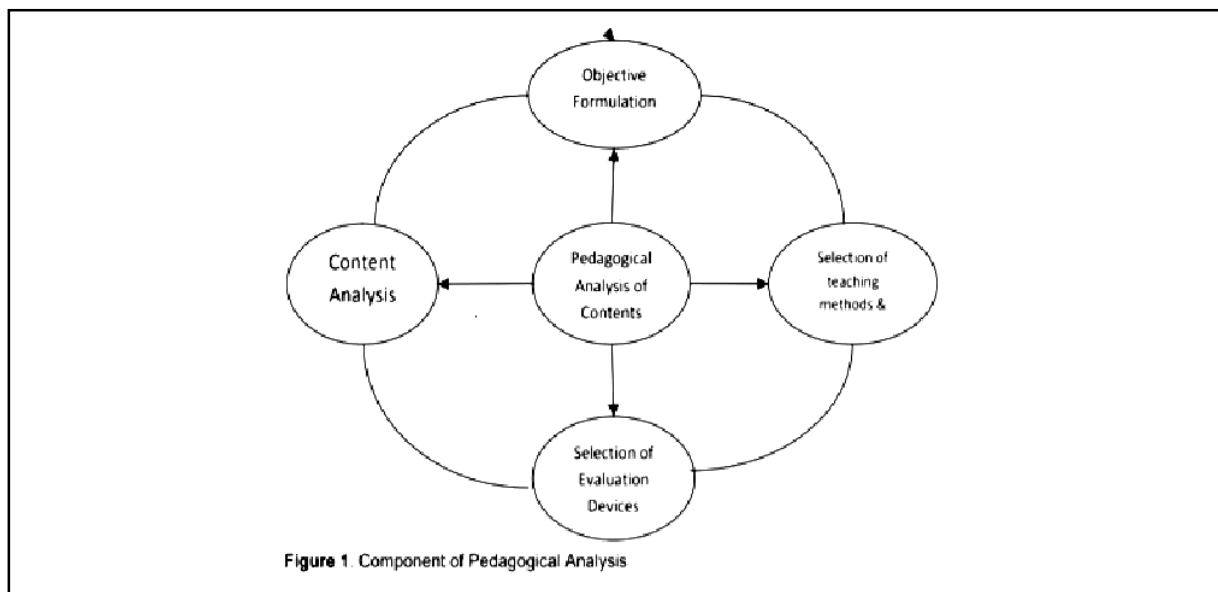 Objective
Formulation
Content
Analysis
Pedagogical
Analysis of
Contents
Selection of
teaching
methods &
Selection of
Evaluation
Devices
Figure 1. Component of Pedagogical Analysis